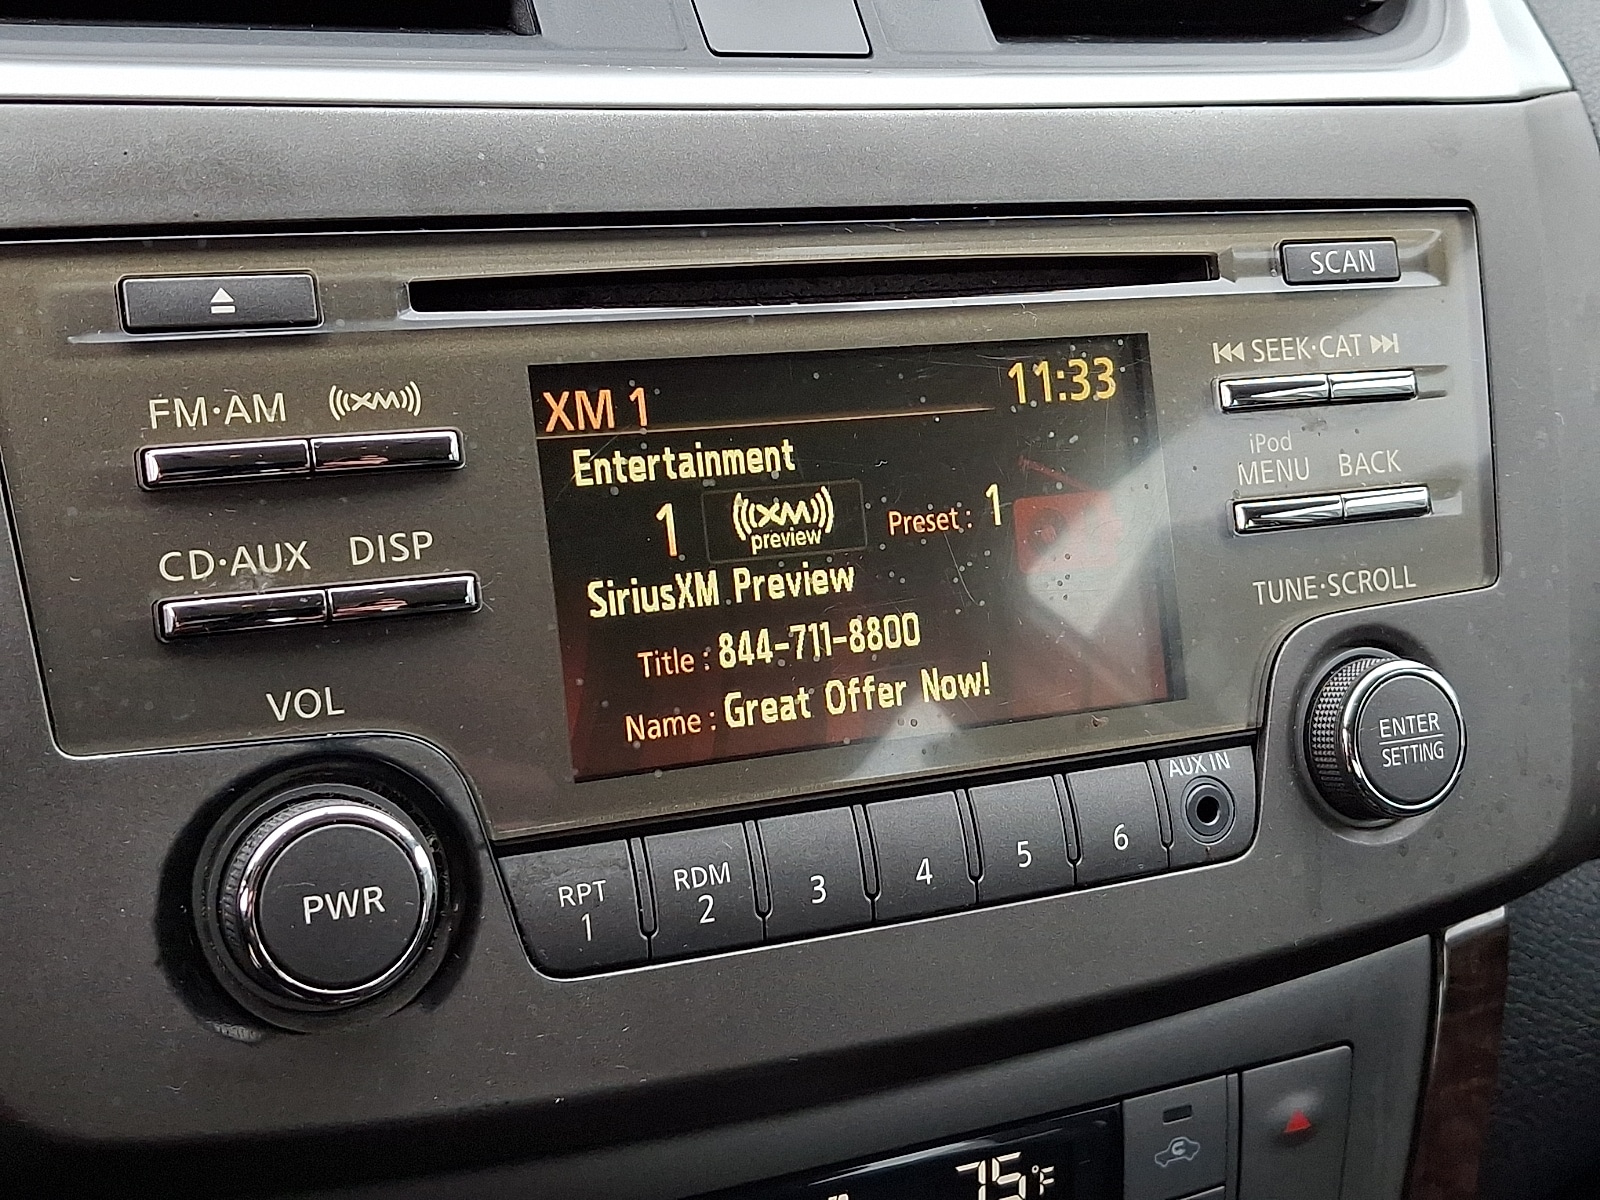 SCAN
SEEK·CAT
FM·AM
((XM))
XM 1
11:33
Entertainment
iPod
MENU
BACK
1
((XM))
preview
Preset : 1
CD·AUX
DISP
SiriusXM Preview
TUNE·SCROLL
Title : 844-711-8800
Name : Great Offer Now!
VOL
ENTER
SETTING
AUX IN
PWR
RPT
1
RDM
2
3
4
5
6
75°F